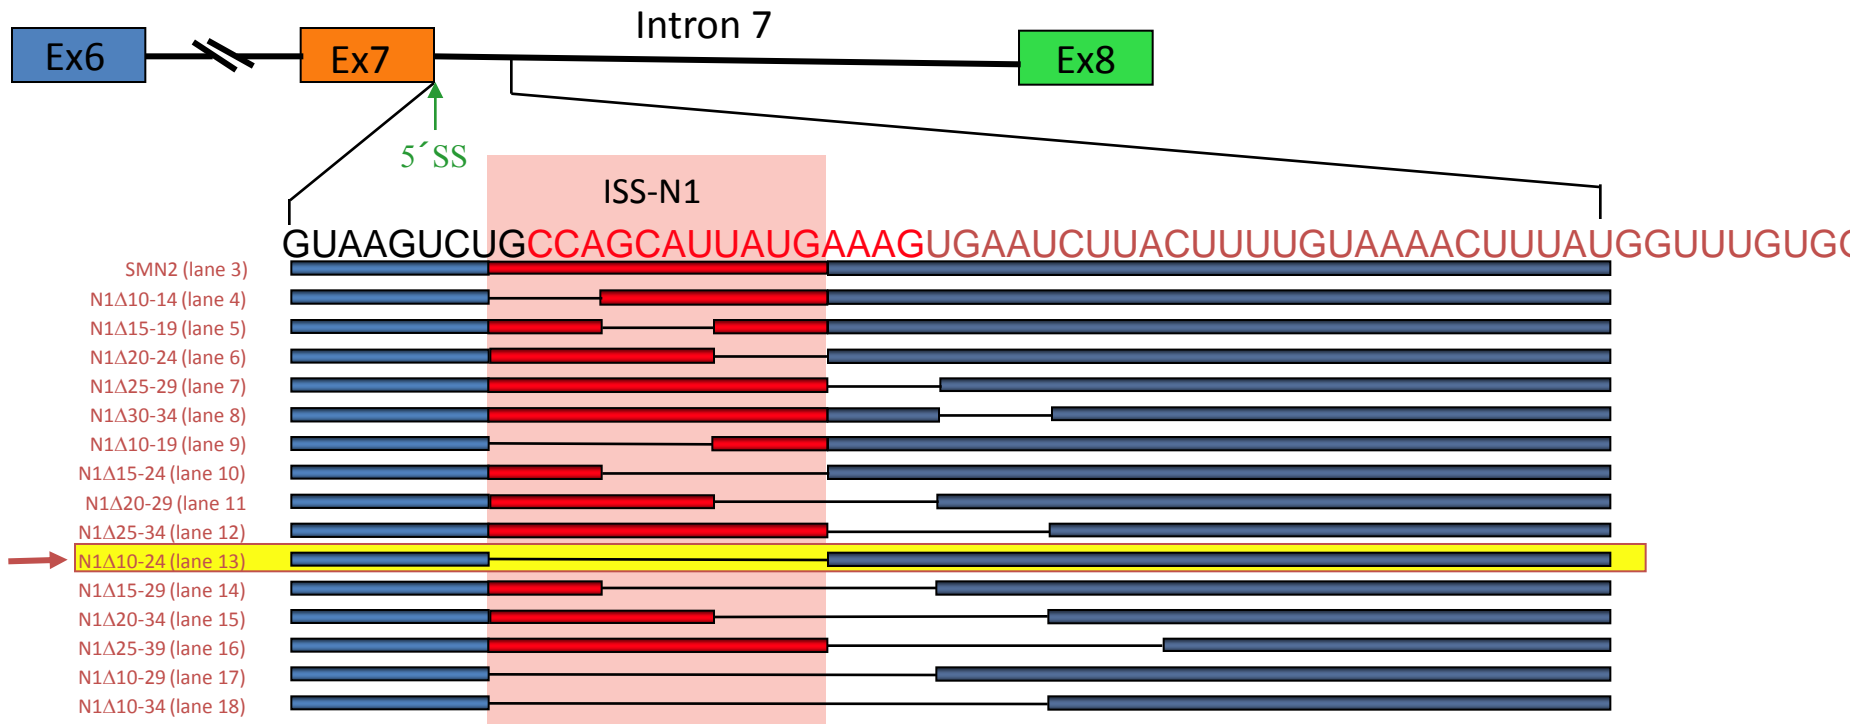 Intron 7
Ex6
Ex7
Ex8
5´SS
ISS-N1
GUAAGUCUGCCAGCAUUAUGAAAGUGAAUCUUACUUUUGUAAAACUUUAUGGUUUGUG
SMN2 (lane 3)
N1Δ10-14 (lane 4)
N1Δ15-19 (lane 5)
N1Δ20-24 (lane 6)
N1Δ25-29 (lane 7)
N1Δ30-34 (lane 8)
N1Δ10-19 (lane 9)
N1Δ15-24 (lane 10)
N1Δ20-29 (lane 11
N1Δ25-34 (lane 12)
N1Δ10-24 (lane 13)
N1Δ15-29 (lane 14)
N1Δ20-34 (lane 15)
N1Δ25-39 (lane 16)
N1Δ10-29 (lane 17)
N1Δ10-34 (lane 18)